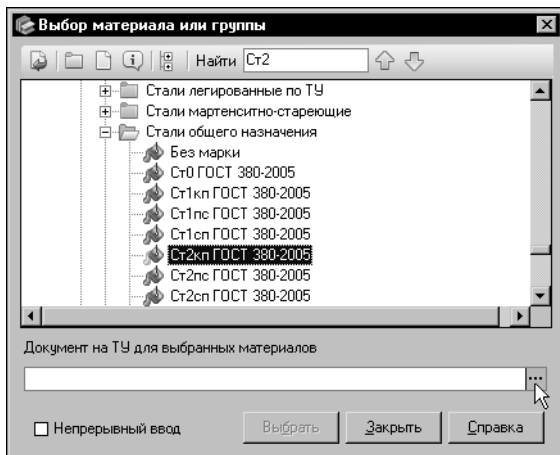 Выбор материала или группы
Найти Ст2
Стали легированные по ТУ
Стали мартенситно-стареющие
Стали общего назначения
Без марки
Ст0 ГОСТ 380-2005
Ст1кп ГОСТ 380-2005
Ст1пс ГОСТ 380-2005
Ст1сп ГОСТ 380-2005
Ст2кп ГОСТ 380-2005
Ст2пс ГОСТ 380-2005
Ст2сп ГОСТ 380-2005
Документ на ТУ для выбранных материалов
...
Непрерывный ввод Выбрать Закрыть Справка